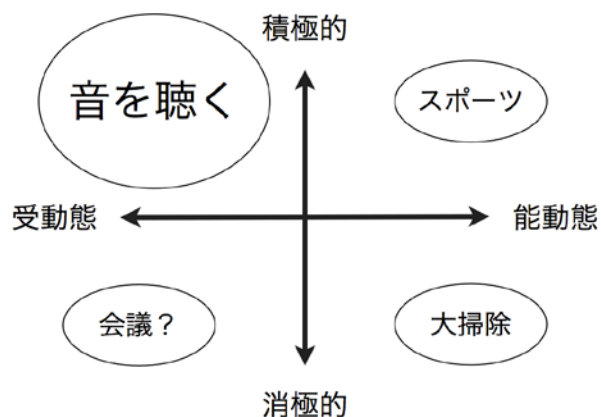 積極的
音を聴く
スポーツ
受動態
能動態
会議？
大掃除
消極的